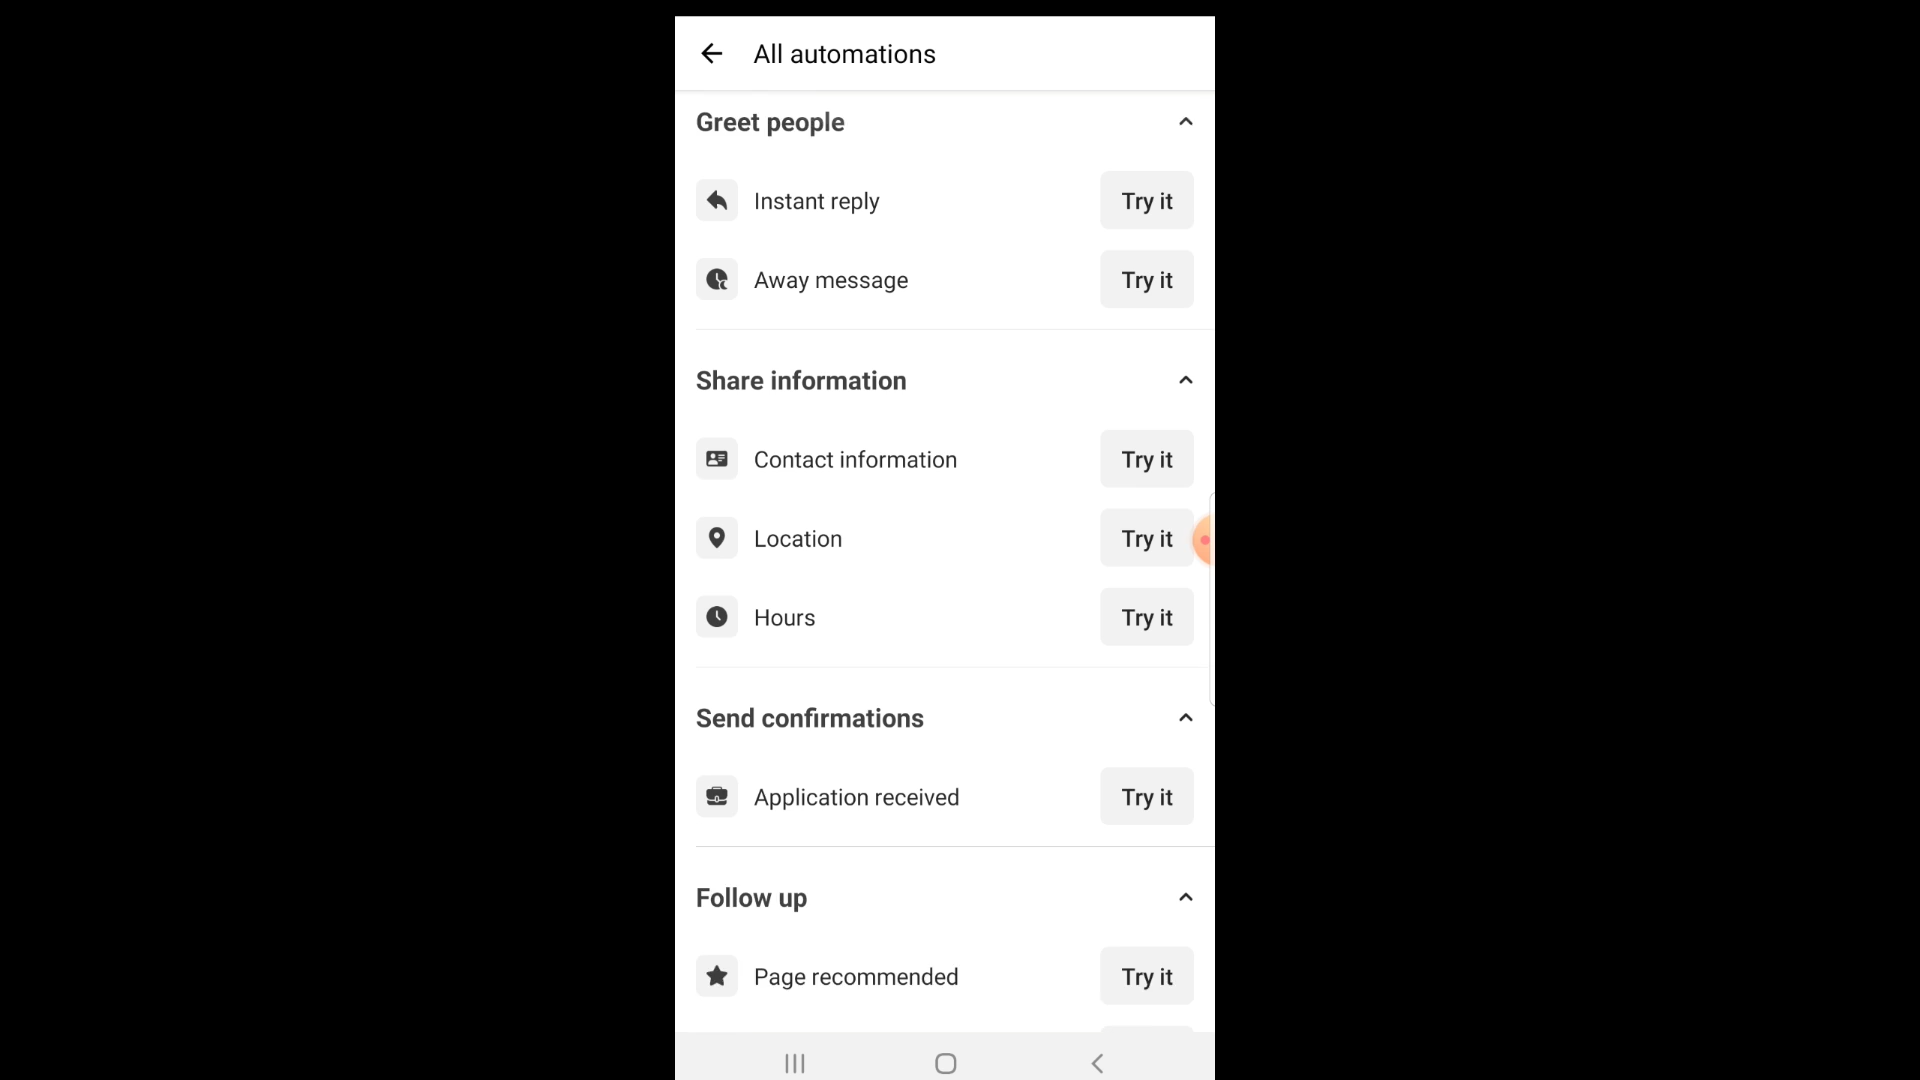 All automations
Greet people
Instant reply
Try it
Away message
Try it
Share information
Contact information
Try it
Location
Try it
Hours
Try it
Send confirmations
Application received
Try it
Follow up
Page recommended
Try it